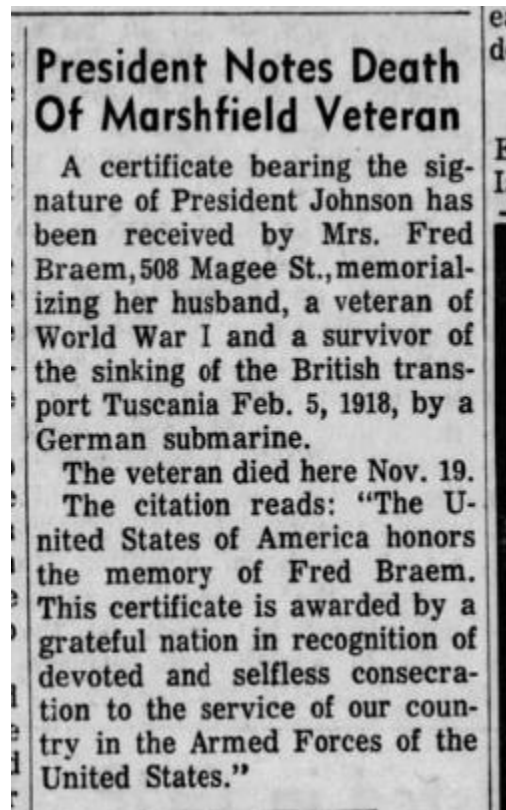 President Notes Death
Of Marshfield Veteran
A certificate bearing the sig-
nature of President Johnson has
been received by Mrs. Fred
Braem, 508 Magee St., memorial-
izing her husband, a veteran of
World War I and a survivor of
the sinking of the British trans-
port Tuscania Feb. 5, 1918, by a
German submarine.
The veteran died here Nov. 19.
The citation reads: “The U-
nited States of America honors
the memory of Fred Braem.
This certificate is awarded by a
grateful nation in recognition of
devoted and selfless consecra-
tion to the service of our coun-
try in the Armed Forces of the
United States.”